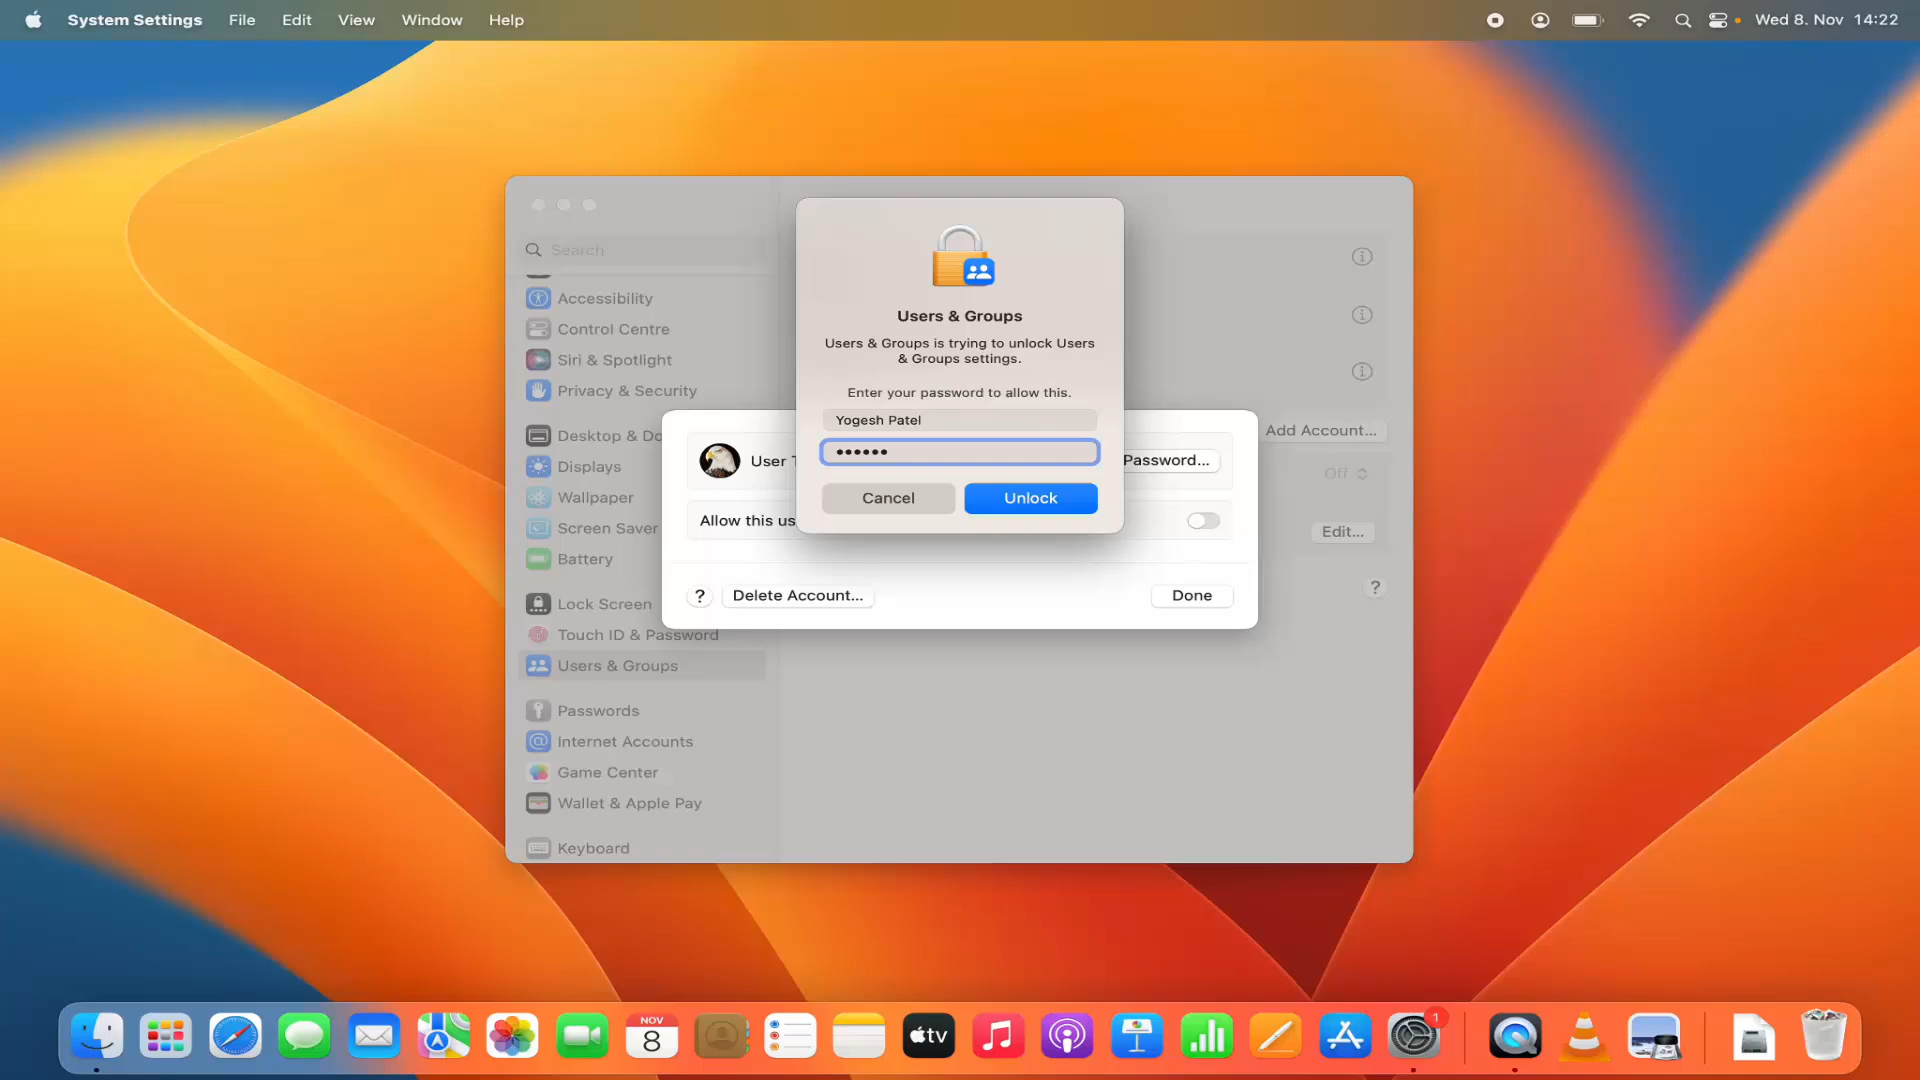 System Settings File Edit View Window Help
Wed 8. Nov 14:22
Search
Accessibility
Control Centre
Siri & Spotlight
Privacy & Security
Desktop & Do
Displays
Wallpaper
Screen Saver
Battery
Lock Screen
Touch ID & Password
Users & Groups
Passwords
Internet Accounts
Game Center
Wallet & Apple Pay
Keyboard
Users & Groups
Users & Groups is trying to unlock Users
& Groups settings.
Enter your password to allow this.
Yogesh Patel
••••••
Cancel Unlock
User T
Password...
Allow this us
? Delete Account... Done
Add Account...
Off
Edit...
?
NOV
8
tv
1